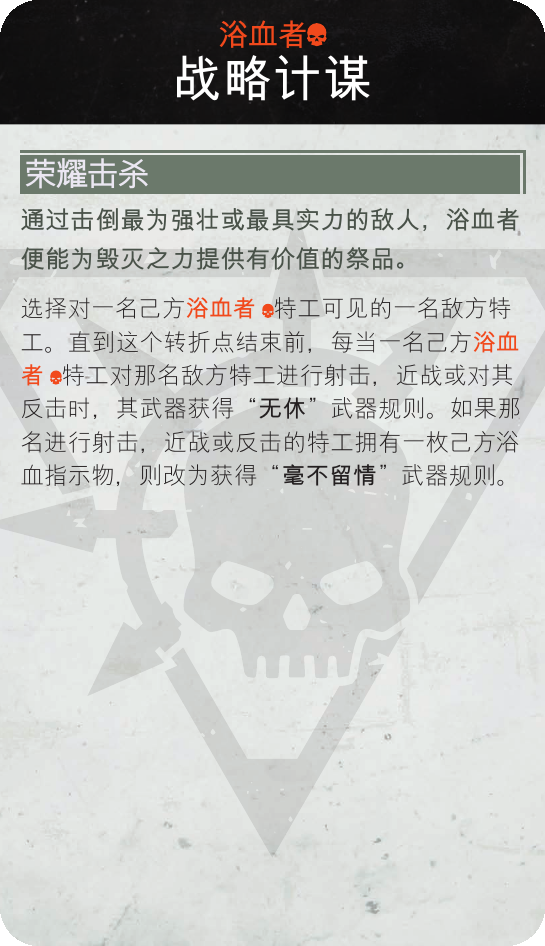 浴血者
战略计谋
荣耀击杀
通过击倒最为强壮或最具实力的敌人，浴血者
便能为毁灭之力提供有价值的祭品。
选择对一名己方浴血者 特工可见的一名敌方特
工。直到这个转折点结束前，每当一名己方浴血
者 特工对那名敌方特工进行射击，近战或对其
反击时，其武器获得“无休”武器规则。如果那
名进行射击，近战或反击的特工拥有一枚己方浴
血指示物，则改为获得“毫不留情”武器规则。